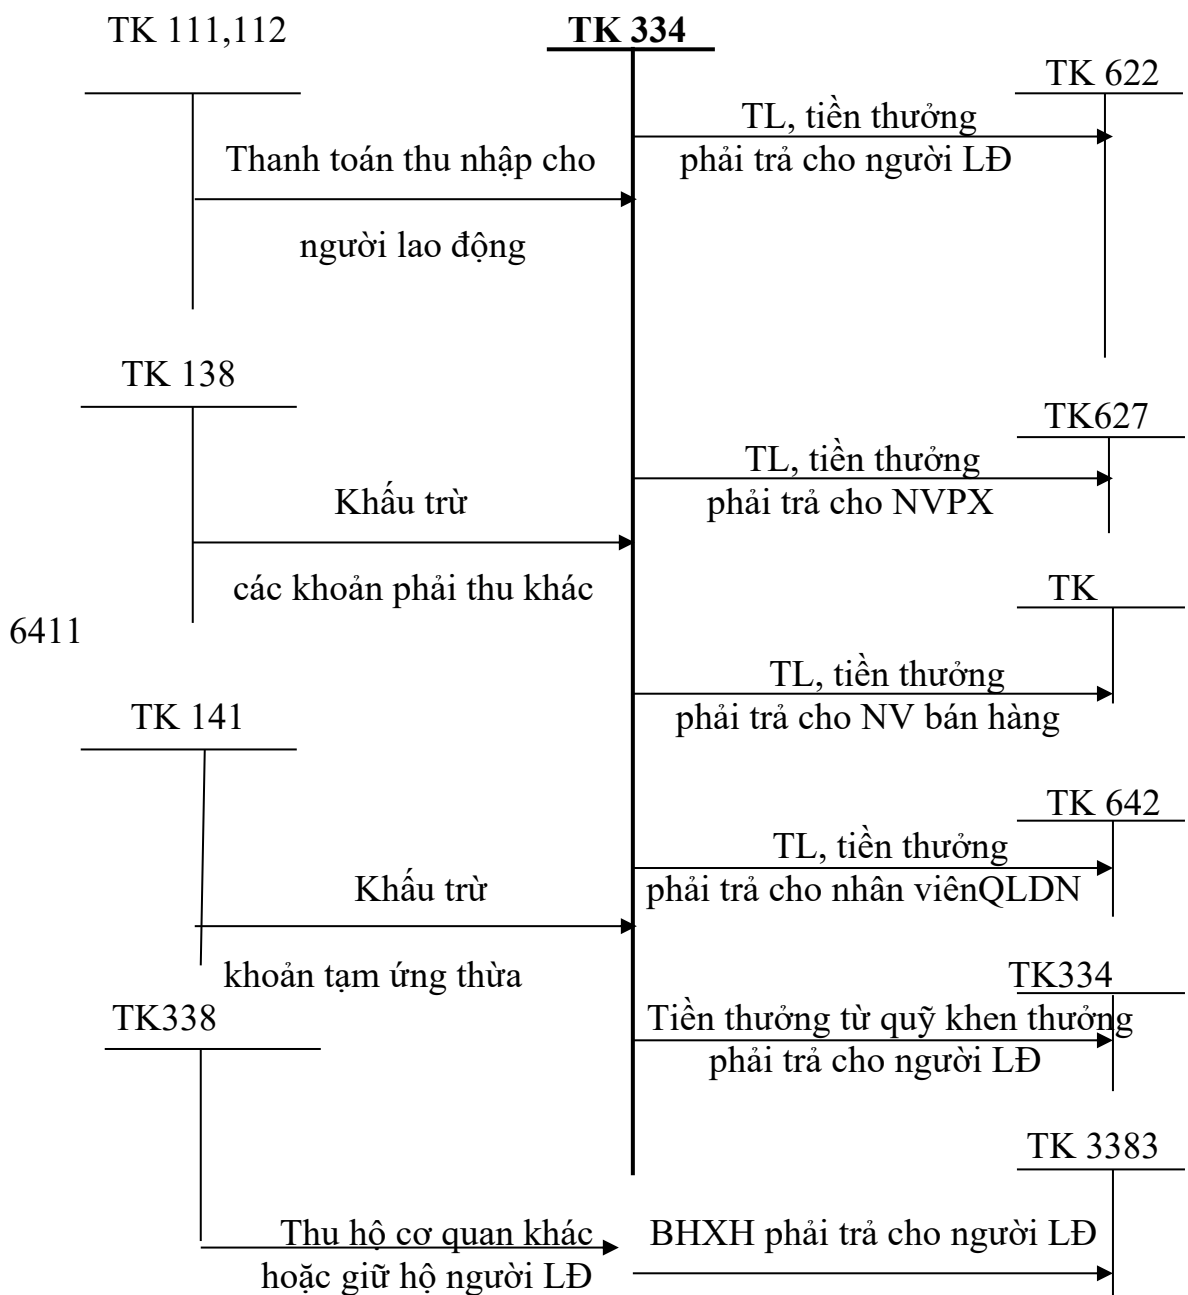 TK 111,112
TK 334
TK 622
TL, tiền thưởng
phải trả cho người LĐ
Thanh toán thu nhập cho
người lao động
TK 138
TK627
TL, tiền thưởng
phải trả cho NVPX
Khấu trừ
các khoản phải thu khác
TK
6411
TL, tiền thưởng
phải trả cho NV bán hàng
TK 141
TK 642
TL, tiền thưởng
phải trả cho nhân viênQLDN
Khấu trừ
khoản tạm ứng thừa
TK334
TK338
Tiền thưởng từ quỹ khen thưởng
phải trả cho người LĐ
TK 3383
Thu hộ cơ quan khác
hoặc giữ hộ người LĐ
BHXH phải trả cho người LĐ